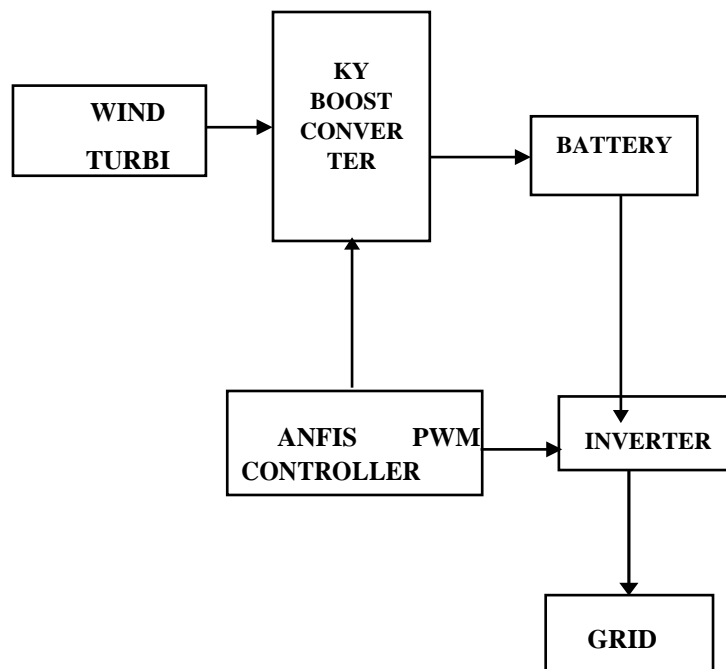 WIND
TURBI
KY
BOOST
CONVER
TER
BATTERY
ANFIS PWM
CONTROLLER
INVERTER
GRID